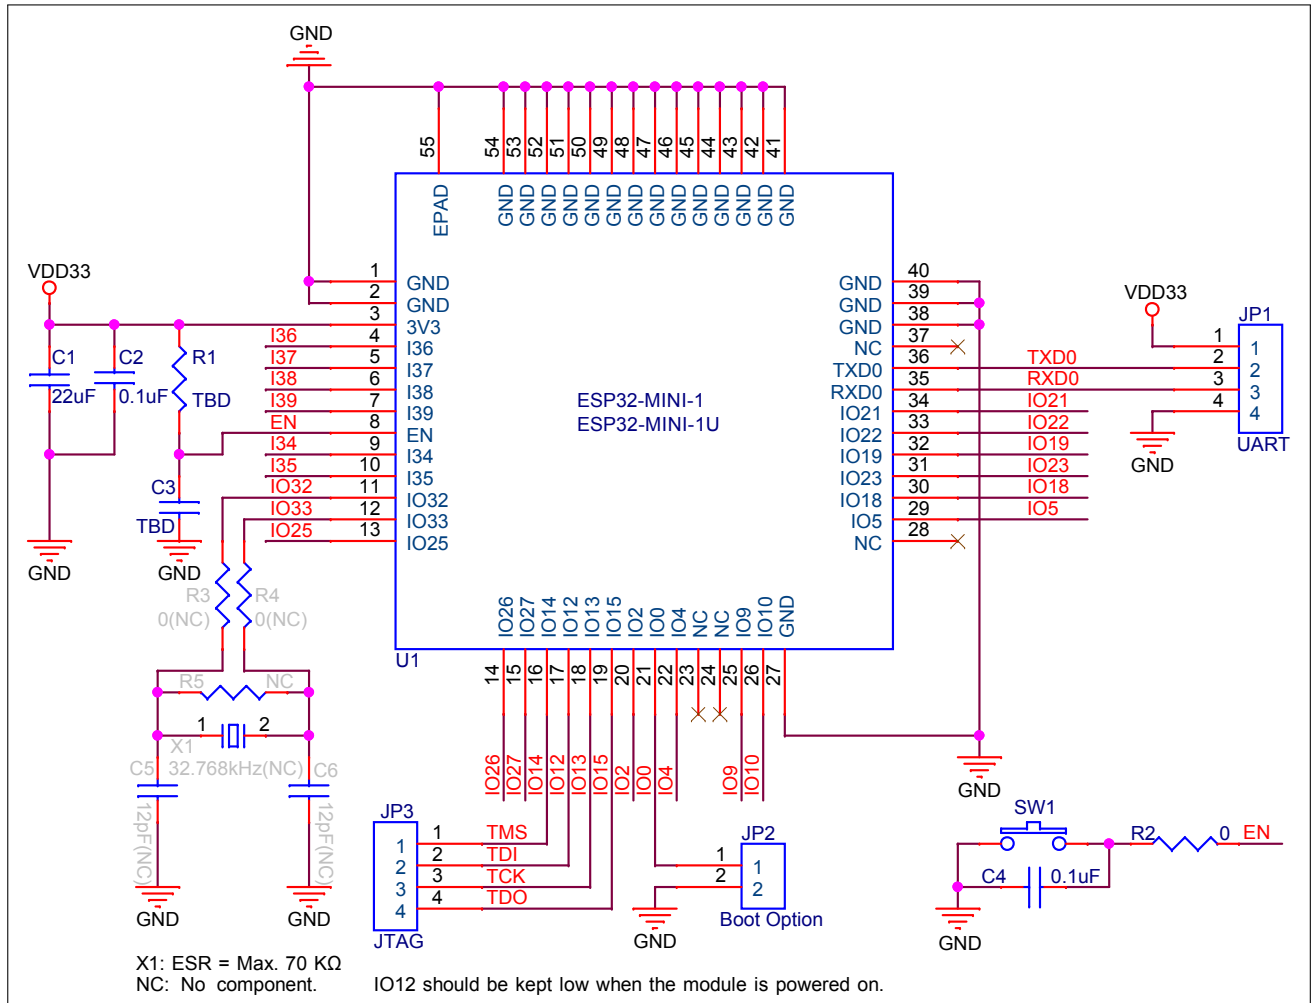 GND
55
54
53
52
51
50
49
48
47
46
45
44
43
42
41
EPAD
GND
GND
GND
GND
GND
GND
GND
GND
GND
GND
GND
GND
GND
GND
VDD33
C1
22uF
C2
0.1uF
R1
TBD
C3
TBD
GND
GND
I36
I37
I38
I39
EN
I34
I35
IO32
IO33
IO25
1
2
3
4
5
6
7
8
9
10
11
12
13
GND
GND
3V3
I36
I37
I38
I39
EN
I34
I35
IO32
IO33
IO25
ESP32-MINI-1
ESP32-MINI-1U
GND
GND
GND
NC
TXD0
RXD0
IO21
IO22
IO19
IO23
IO18
IO5
NC
40
39
38
37
36
35
34
33
32
31
30
29
28
TXD0
RXD0
IO21
IO22
IO19
IO23
IO18
IO5
VDD33
JP1
1
2
3
4
1
2
3
4
UART
GND
R3
0(NC)
R4
0(NC)
R5
NC
1
2
X1
32.768kHz(NC)
C5
12pF(NC)
C6
12pF(NC)
GND
GND
U1
IO26
IO27
IO14
IO12
IO13
IO15
IO2
IO0
IO4
NC
NC
IO9
IO10
GND
14
15
16
17
18
19
20
21
22
23
24
25
26
27
IO26
IO27
IO14
IO12
IO13
IO15
IO2
IO0
IO4
IO9
IO10
GND
JP3
1
2
3
4
1
2
3
4
TMS
TDI
TCK
TDO
JTAG
JP2
1
2
1
2
Boot Option
GND
SW1
R2
0
EN
C4
0.1uF
GND
X1: ESR = Max. 70 KΩ
NC: No component.
IO12 should be kept low when the module is powered on.